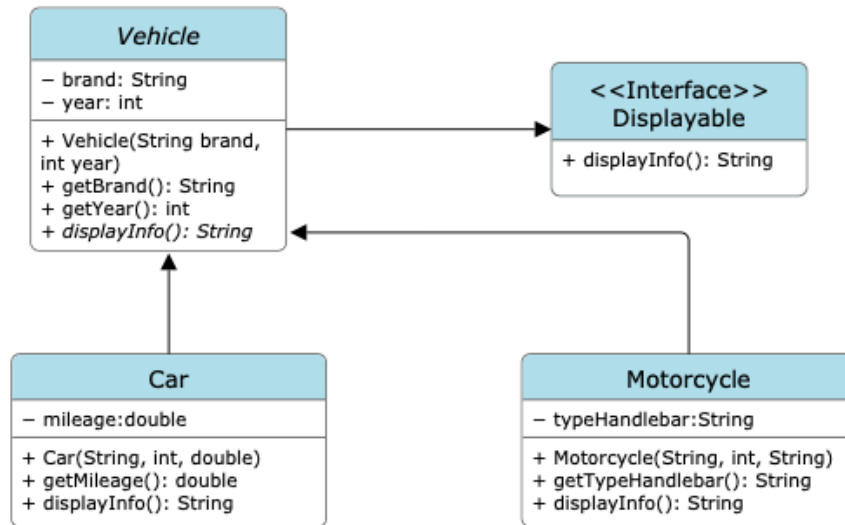 Vehicle
− brand: String
− year: int
+ Vehicle(String brand,
int year)
+ getBrand(): String
+ getYear(): int
+ displayInfo(): String
<<Interface>>
Displayable
+ displayInfo(): String
Car
− mileage:double
+ Car(String, int, double)
+ getMileage(): double
+ displayInfo(): String
Motorcycle
− typeHandlebar:String
+ Motorcycle(String, int, String)
+ getTypeHandlebar(): String
+ displayInfo(): String